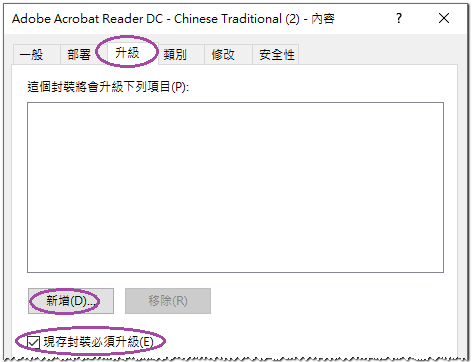 Adobe Acrobat Reader DC - Chinese Traditional (2) - 內容
一般 部署 升級 類別 修改 安全性
這個封裝將會升級下列項目(P):
新增(D)... 移除(R)
現存封裝必須升級(E)